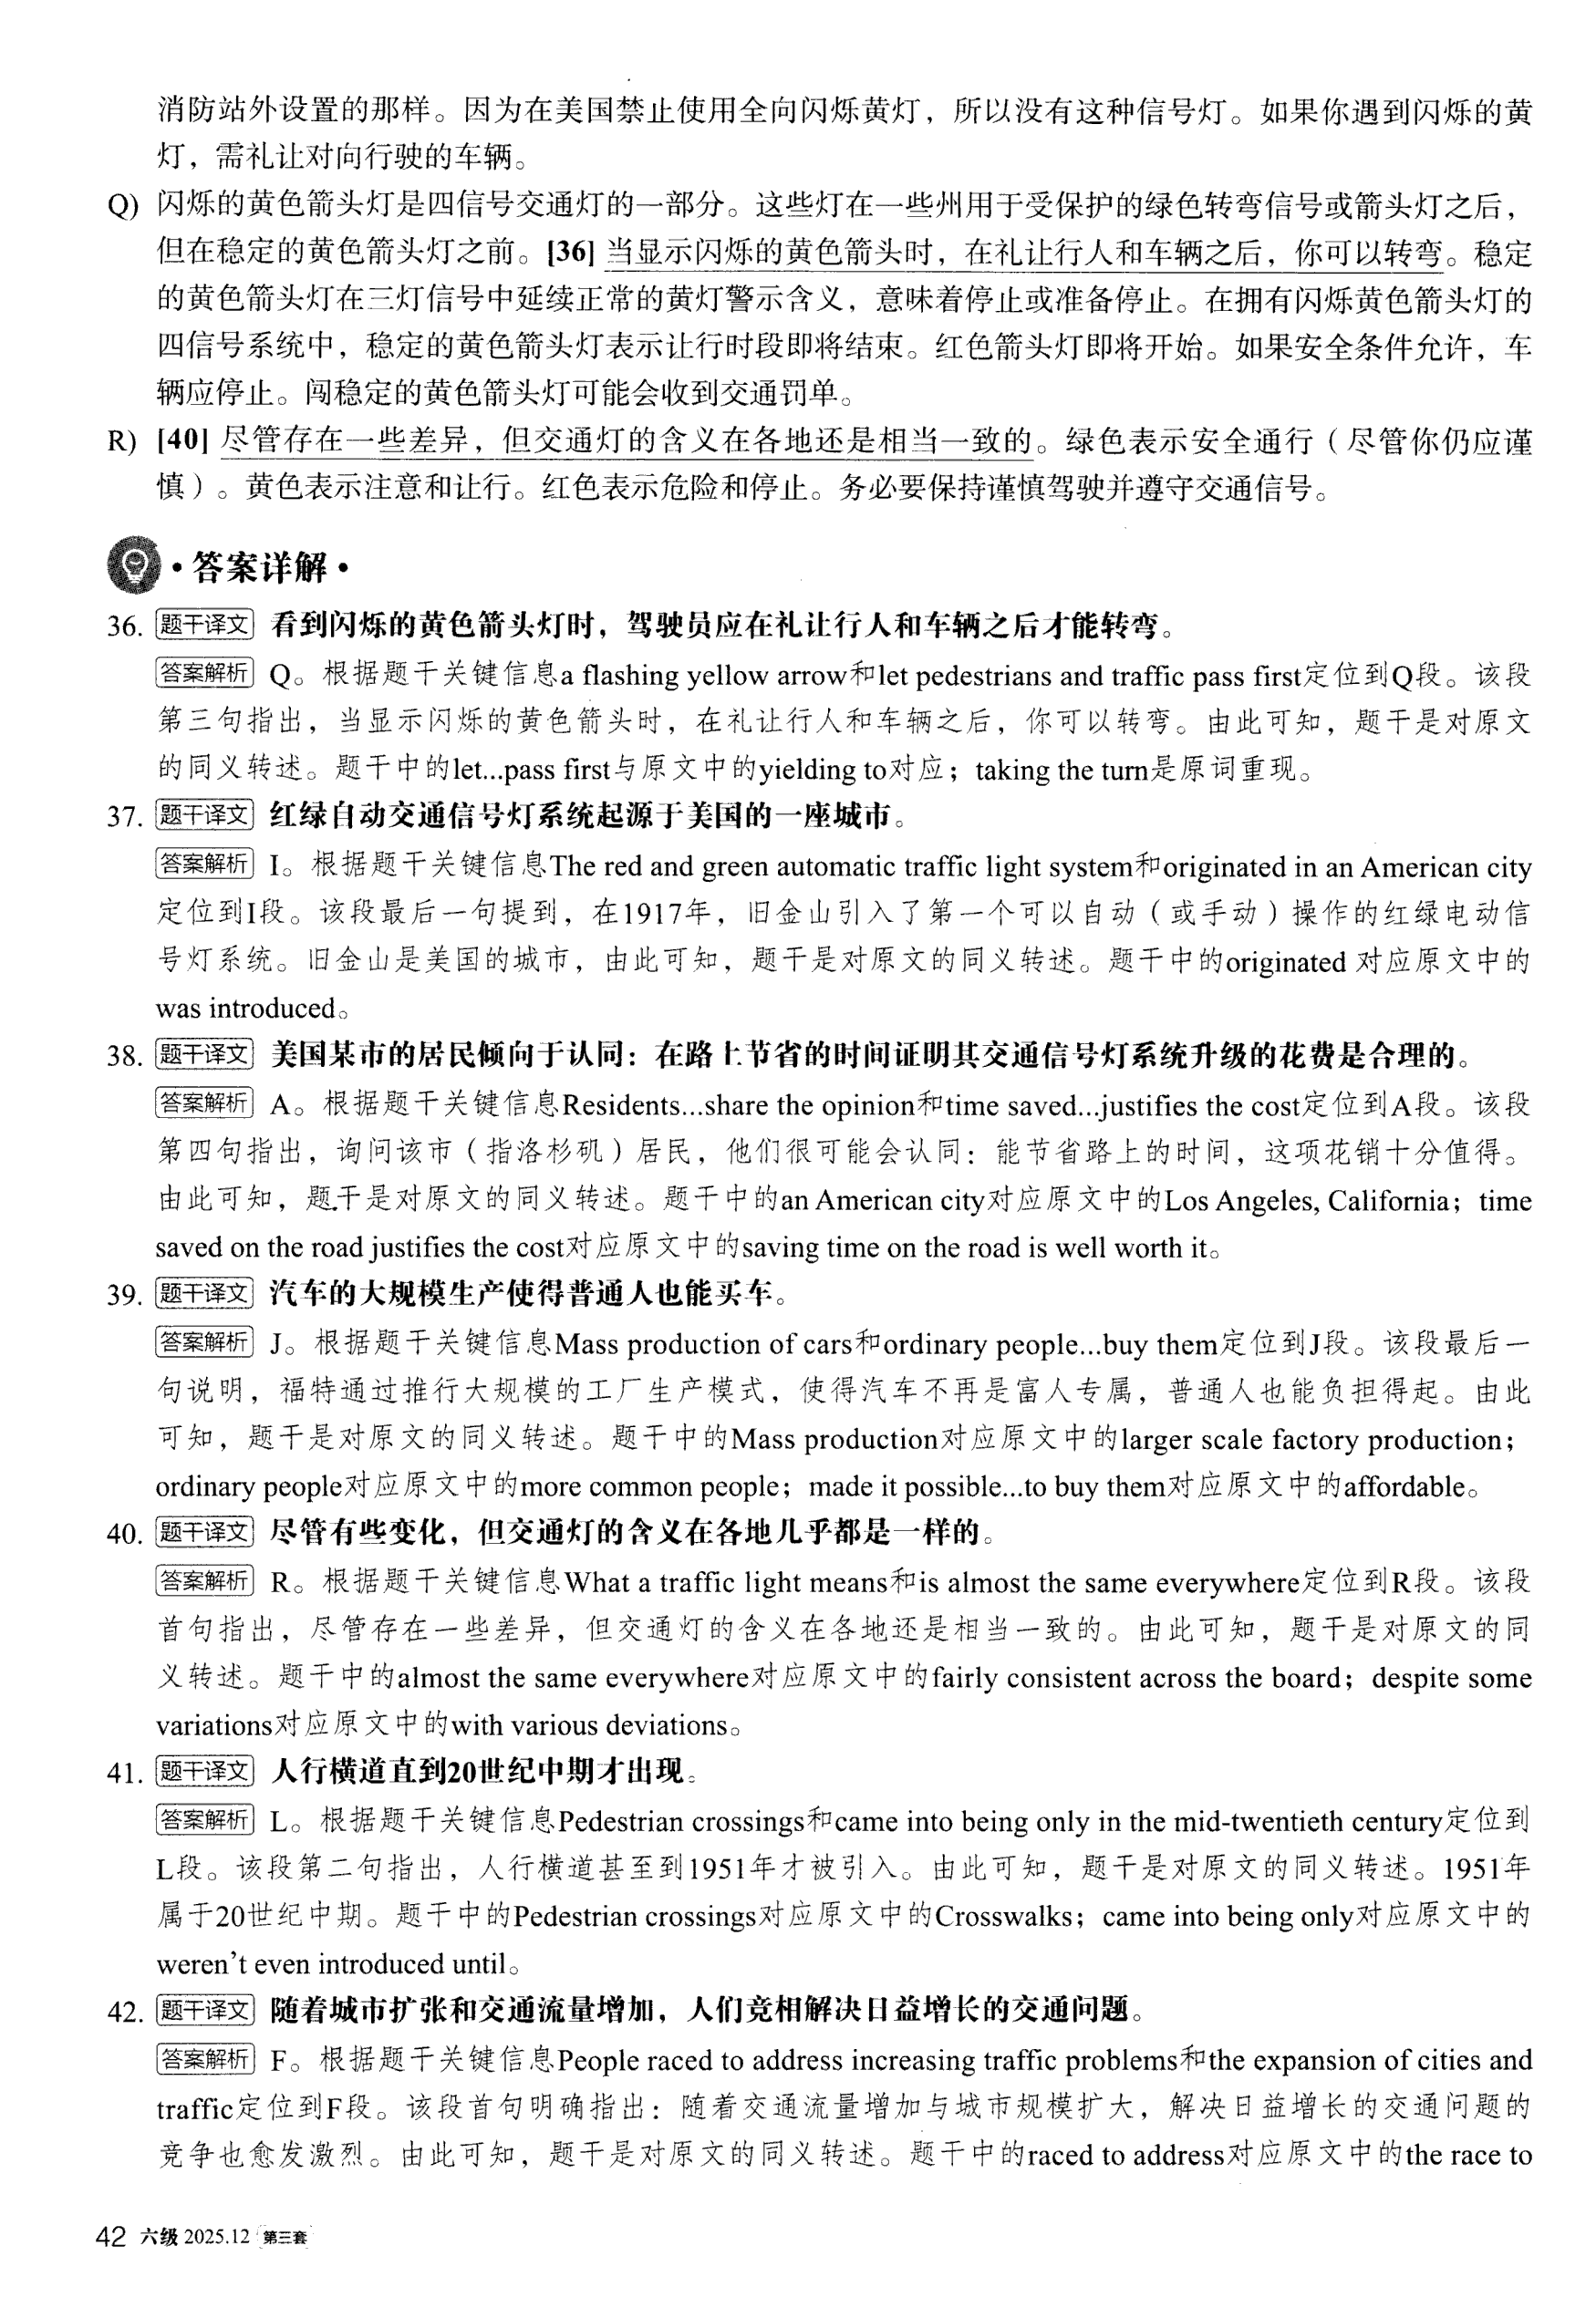 消防站外设置的那样。因为在美国禁止使用全向闪烁黄灯，所以没有这种信号灯。如果你遇到闪烁的黄
灯，需礼让对向行驶的车辆。
Q) 闪烁的黄色箭头灯是四信号交通灯的一部分。这些灯在一些州用于受保护的绿色转弯信号或箭头灯之后，
但在稳定的黄色箭头灯之前。[36] 当显示闪烁的黄色箭头时，在礼让行人和车辆之后，你可以转弯。稳定
的黄色箭头灯在三灯信号中延续正常的黄灯警示含义，意味着停止或准备停止。在拥有闪烁黄色箭头灯的
四信号系统中，稳定的黄色箭头灯表示让行时段即将结束。红色箭头灯即将开始。如果安全条件允许，车
辆应停止。闯稳定的黄色箭头灯可能会收到交通罚单。
R) [40] 尽管存在一些差异，但交通灯的含义在各地还是相当一致的。绿色表示安全通行（尽管你仍应谨
慎）。黄色表示注意和让行。红色表示危险和停止。务必要保持谨慎驾驶并遵守交通信号。
·答案详解·
36. 题干译文 看到闪烁的黄色箭头灯时，驾驶员应在礼让行人和车辆之后才能转弯。
答案解析 Q。根据题干关键信息a flashing yellow arrow和let pedestrians and traffic pass first定位到Q段。该段
第三句指出，当显示闪烁的黄色箭头时，在礼让行人和车辆之后，你可以转弯。由此可知，题干是对原文
的同义转述。题干中的let...pass first与原文中的yielding to对应；taking the turn是原词重现。
37. 题干译文 红绿自动交通信号灯系统起源于美国的一座城市。
答案解析 I。根据题干关键信息The red and green automatic traffic light system和originated in an American city
定位到I段。该段最后一句提到，在1917年，旧金山引入了第一个可以自动（或手动）操作的红绿电动信
号灯系统。旧金山是美国的城市，由此可知，题干是对原文的同义转述。题干中的originated 对应原文中的
was introduced。
38. 题干译文 美国某市的居民倾向于认同：在路上节省的时间证明其交通信号灯系统升级的花费是合理的。
答案解析 A。根据题干关键信息Residents...share the opinion和time saved...justifies the cost定位到A段。该段
第四句指出，询问该市（指洛杉矶）居民，他们很可能会认同：能节省路上的时间，这项花销十分值得。
由此可知，题干是对原文的同义转述。题干中的an American city对应原文中的Los Angeles, California；time
saved on the road justifies the cost对应原文中的saving time on the road is well worth it。
39. 题干译文 汽车的大规模生产使得普通人也能买车。
答案解析 J。根据题干关键信息Mass production of cars和ordinary people...buy them定位到J段。该段最后一
句说明，福特通过推行大规模的工厂生产模式，使得汽车不再是富人专属，普通人也能负担得起。由此
可知，题干是对原文的同义转述。题干中的Mass production对应原文中的larger scale factory production；
ordinary people对应原文中的more common people；made it possible...to buy them对应原文中的affordable。
40. 题干译文 尽管有些变化，但交通灯的含义在各地几乎都是一样的。
答案解析 R。根据题干关键信息What a traffic light means和is almost the same everywhere定位到R段。该段
首句指出，尽管存在一些差异，但交通灯的含义在各地还是相当一致的。由此可知，题干是对原文的同
义转述。题干中的almost the same everywhere对应原文中的fairly consistent across the board；despite some
variations对应原文中的with various deviations。
41. 题干译文 人行横道直到20世纪中期才出现。
答案解析 L。根据题干关键信息Pedestrian crossings和came into being only in the mid-twentieth century定位到
L段。该段第二句指出，人行横道甚至到1951年才被引入。由此可知，题干是对原文的同义转述。1951年
属于20世纪中期。题干中的Pedestrian crossings对应原文中的Crosswalks；came into being only对应原文中的
weren't even introduced until。
42. 题干译文 随着城市扩张和交通流量增加，人们竞相解决日益增长的交通问题。
答案解析 F。根据题干关键信息People raced to address increasing traffic problems和the expansion of cities and
traffic定位到F段。该段首句明确指出：随着交通流量增加与城市规模扩大，解决日益增长的交通问题的
竞争也愈发激烈。由此可知，题干是对原文的同义转述。题干中的raced to address对应原文中的the race to
42 六级 2025.12 第三套